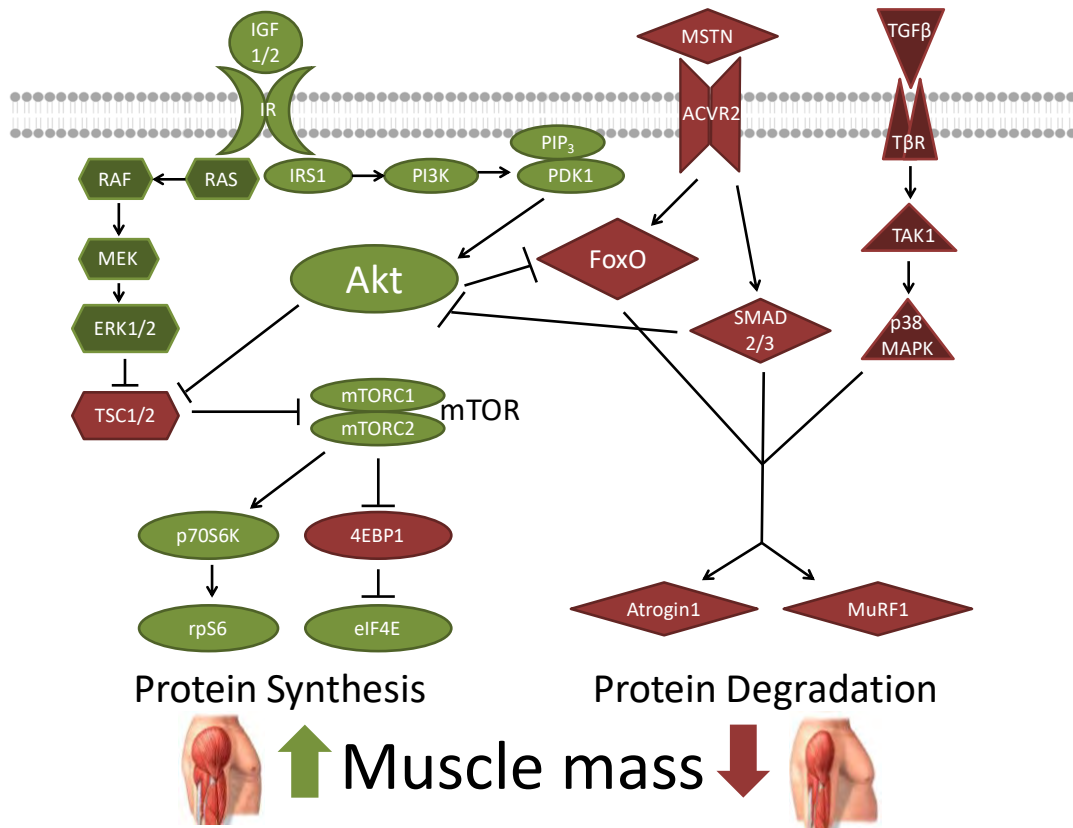 IGF
1/2
MSTN
TGFβ
IR
ACVR2
TβR
PIP3
RAF
RAS
IRS1
PI3K
PDK1
TAK1
MEK
Akt
FoxO
ERK1/2
SMAD
2/3
p38
MAPK
TSC1/2
mTORC1
mTORC2
mTOR
p70S6K
4EBP1
rpS6
eIF4E
Atrogin1
MuRF1
Protein Synthesis
Protein Degradation
Muscle mass